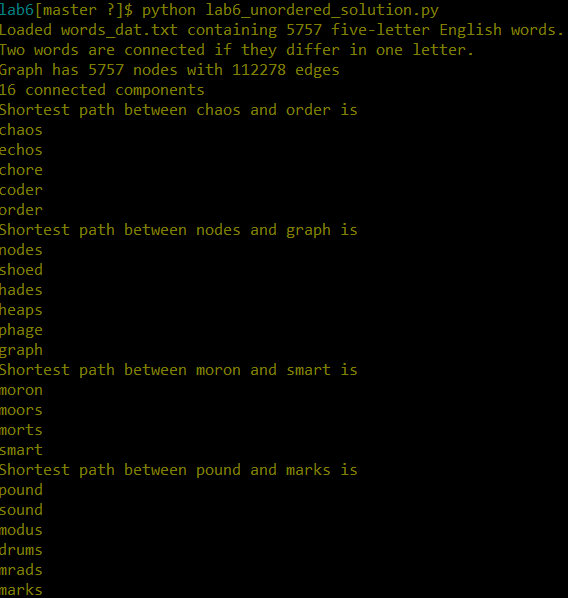 lab6[master ?]$ python lab6_unordered_solution.py
Loaded words_dat.txt containing 5757 five-letter English words.
Two words are connected if they differ in one letter.
Graph has 5757 nodes with 112278 edges
16 connected components
Shortest path between chaos and order is
chaos
echos
chore
coder
order
Shortest path between nodes and graph is
nodes
shoed
hades
heaps
phage
graph
Shortest path between moron and smart is
moron
moors
morts
smart
Shortest path between pound and marks is
pound
sound
modus
drums
mrads
marks